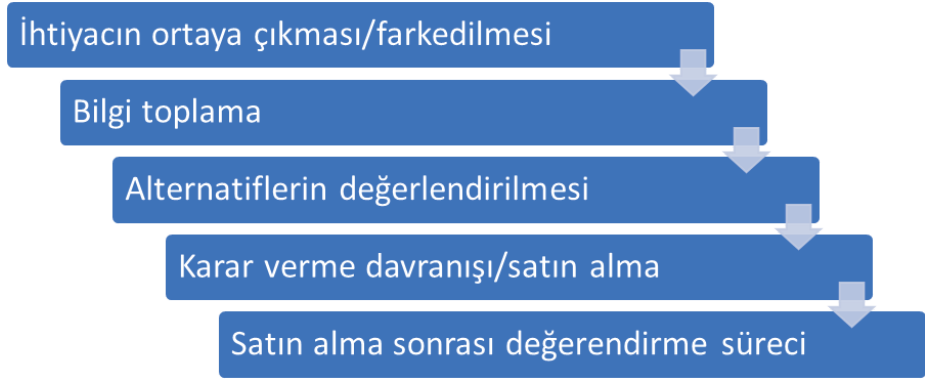 İhtiyacın ortaya çıkması/farkedilmesi
Bilgi toplama
Alternatiflerin değerlendirilmesi
Karar verme davranışı/satın alma
Satın alma sonrası değerendirme süreci